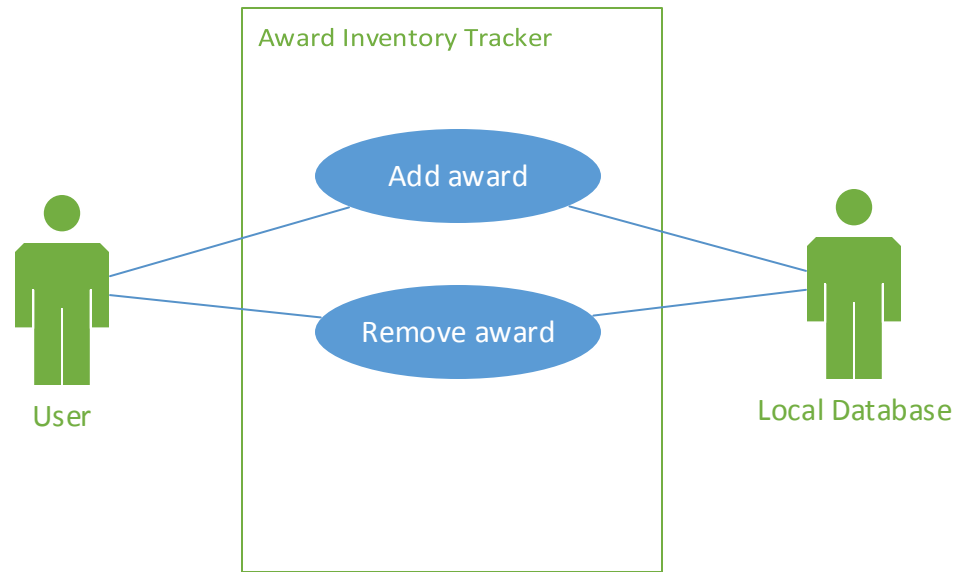 Award Inventory Tracker
Add award
Remove award
User
Local Database